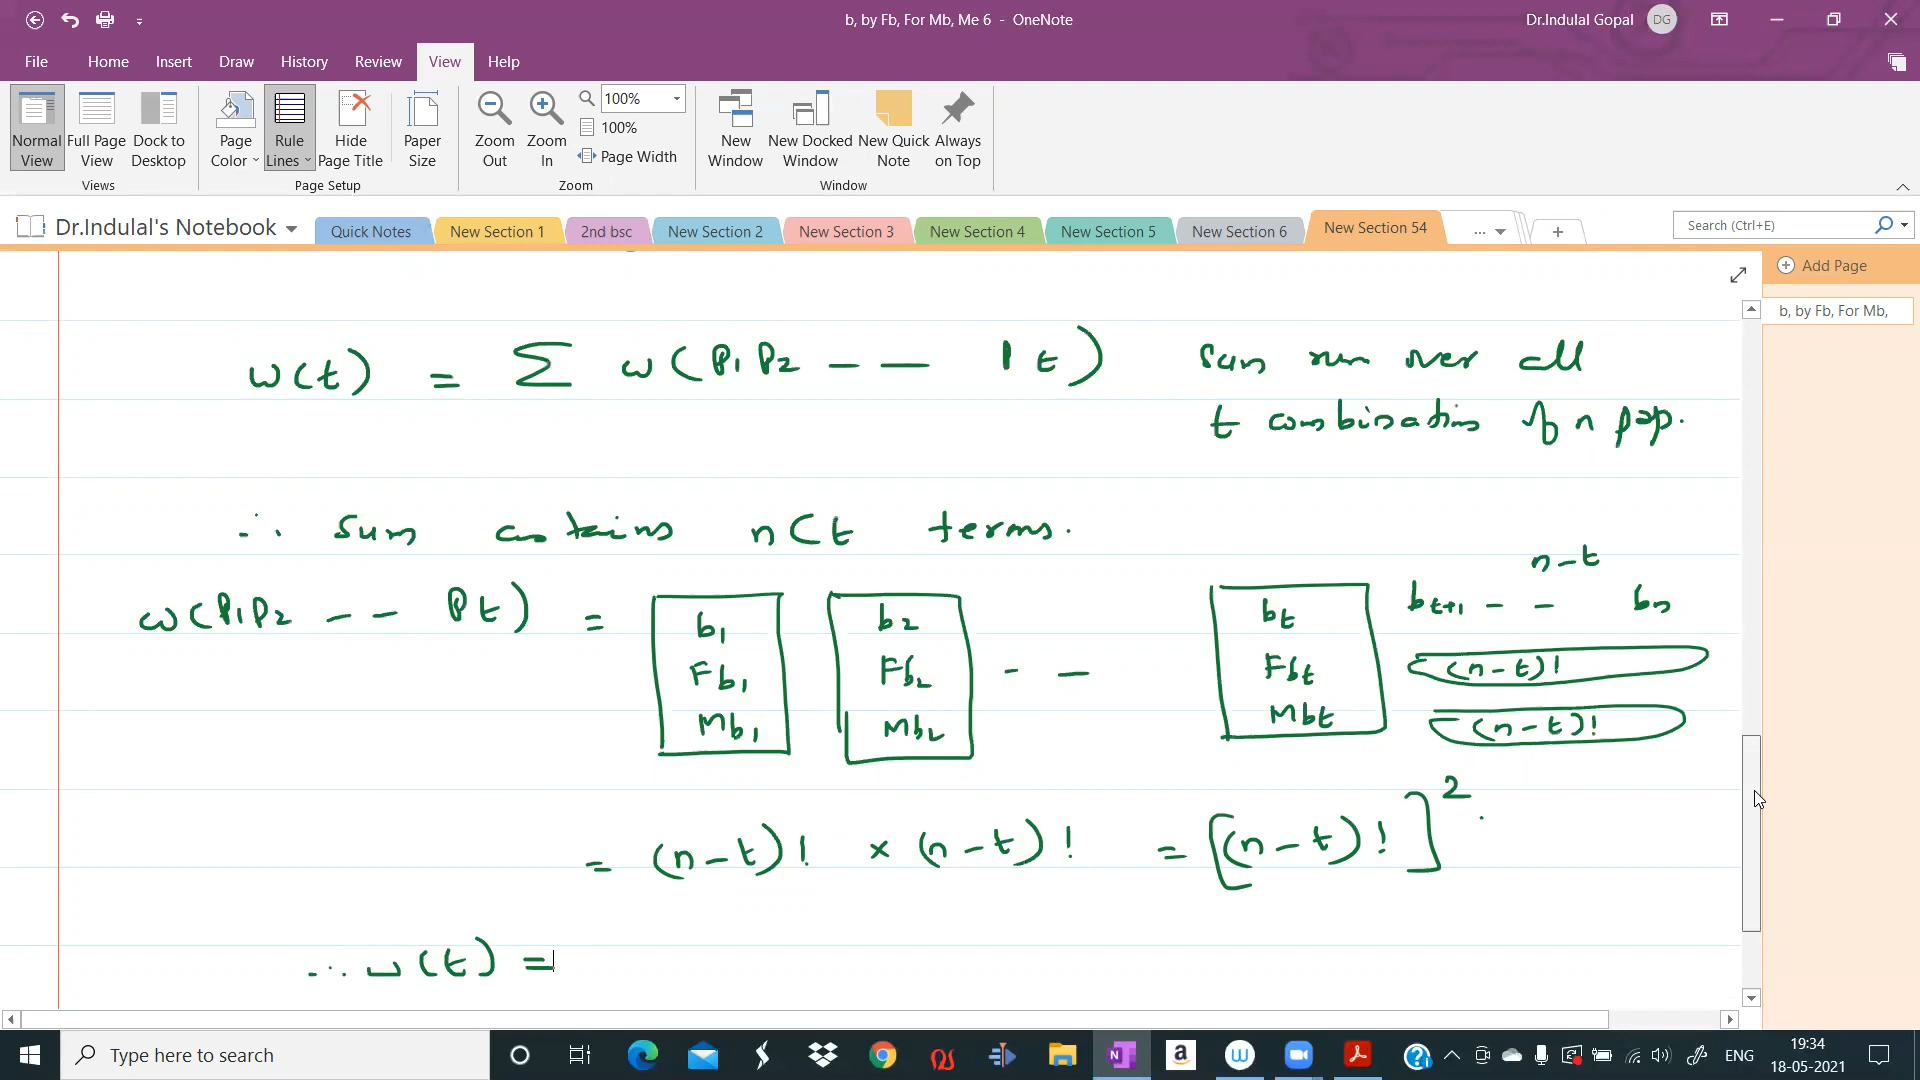 b, by Fb, For Mb, Me 6 - OneNote
Dr.Indulal Gopal DG
File Home Insert Draw History Review View Help
Normal View
Full Page View
Dock to Desktop
Views
Page Color
Rule Lines
Hide Page Title
Paper Size
Page Setup
Zoom Out
Zoom In
100%
100%
Page Width
Zoom
New Window
New Docked Window
New Quick Note
Always on Top
Window
Dr.Indulal's Notebook
Quick Notes New Section 1 2nd bsc New Section 2 New Section 3 New Section 4 New Section 5 New Section 6 New Section 54 ... +
Search (Ctrl+E)
Add Page
b, by Fb, For Mb,
w(t) = Σ w(P1P2 - - Pt) sum run over all
t combinations of n pop.
∴ sum contains nCt terms.
w(P1P2 - - Pt) =
b1
Fb1
Mb1
b2
Fb2
Mb2
- -
bt
Fbt
Mbt
n-t
bt+1 - - bn
(n-t)!
(n-t)!
= (n-t)! × (n-t)! = [(n-t)!]2.
∴ w(t) =
Type here to search
ENG
19:34
18-05-2021